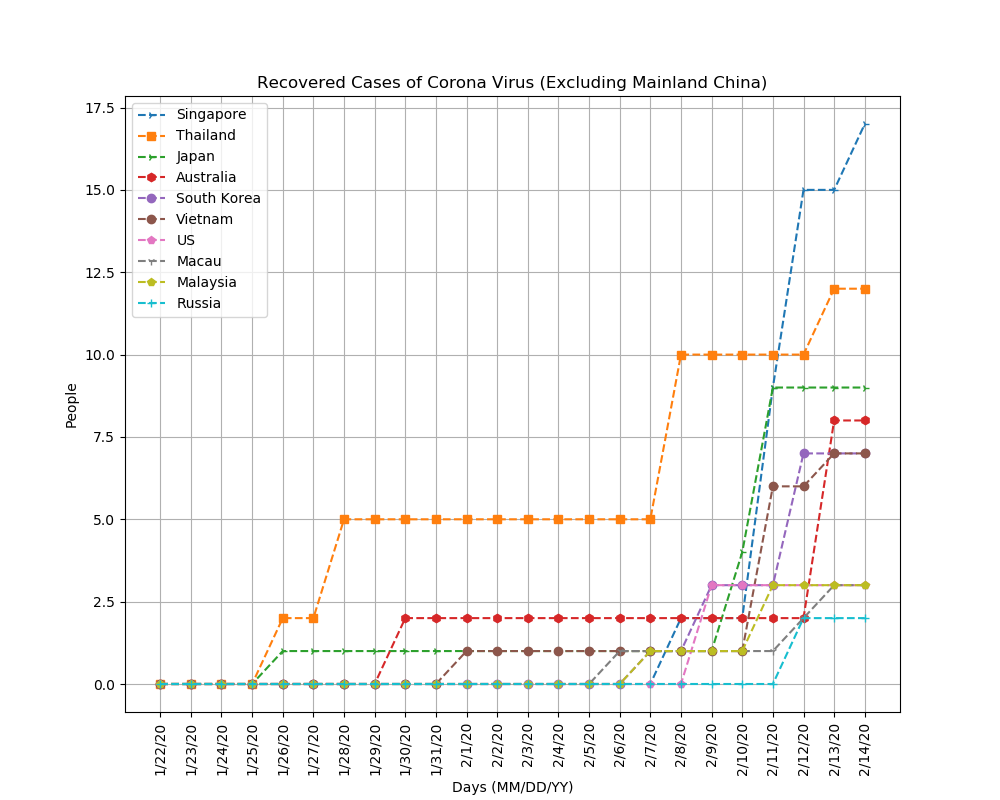 Recovered Cases of Corona Virus (Excluding Mainland China)
17.5
15.0
12.5
10.0
7.5
5.0
2.5
0.0
People
Singapore
Thailand
Japan
Australia
South Korea
Vietnam
US
Macau
Malaysia
Russia
1/22/20
1/23/20
1/24/20
1/25/20
1/26/20
1/27/20
1/28/20
1/29/20
1/30/20
1/31/20
2/1/20
2/2/20
2/3/20
2/4/20
2/5/20
2/6/20
2/7/20
2/8/20
2/9/20
2/10/20
2/11/20
2/12/20
2/13/20
2/14/20
Days (MM/DD/YY)